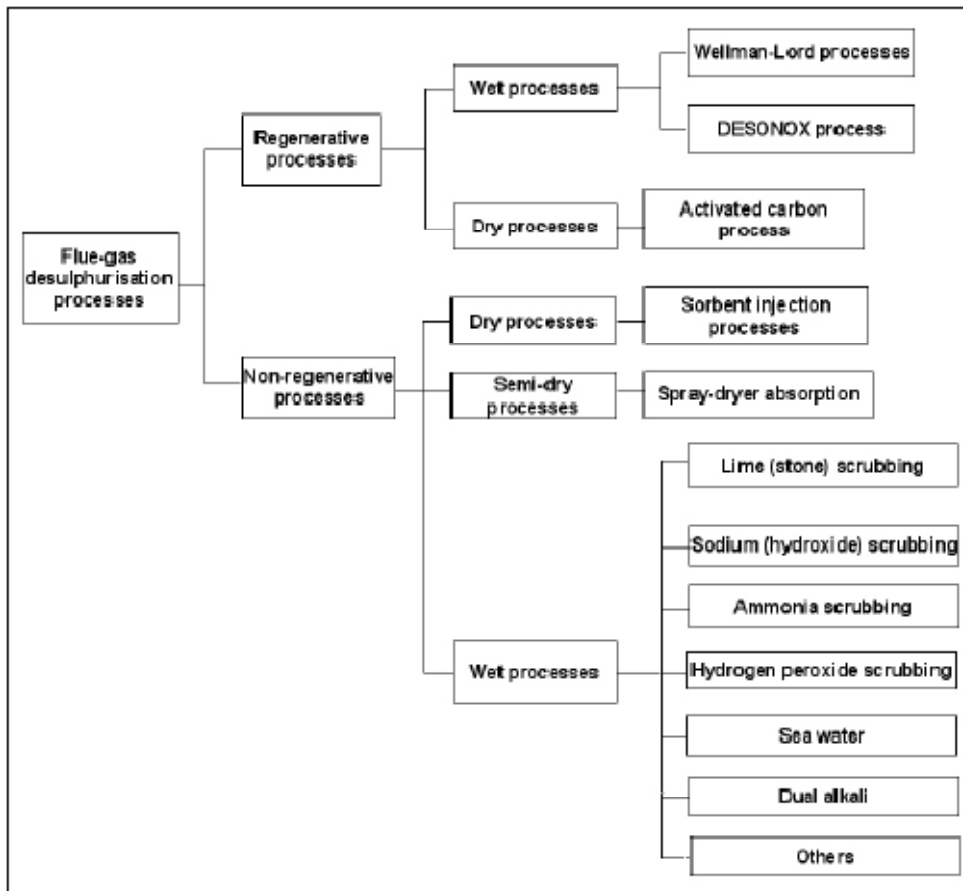 Flue-gas
desulphurisation
processes
Regenerative
processes
Wet processes
Wellman-Lord processes
DESONOX process
Dry processes
Activated carbon
process
Non-regenerative
processes
Dry processes
Sorbent injection
processes
Semi-dry
processes
Spray-dryer absorption
Wet processes
Lime (stone) scrubbing
Sodium (hydroxide) scrubbing
Ammonia scrubbing
Hydrogen peroxide scrubbing
Sea water
Dual alkali
Others